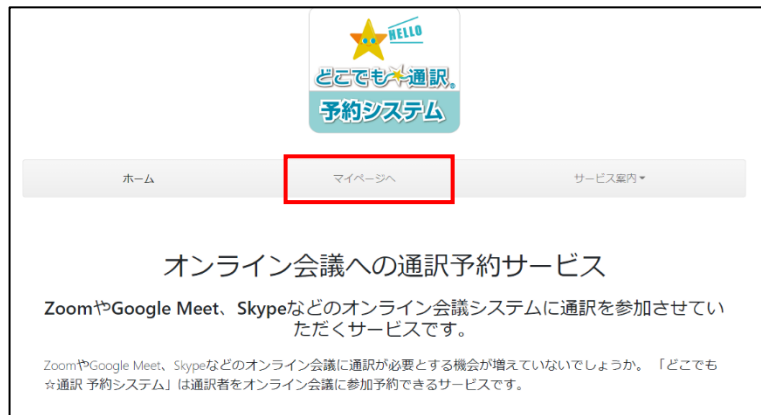 HELLO
どこでも☆通訳®
予約システム
ホーム マイページへ サービス案内▼
オンライン会議への通訳予約サービス
ZoomやGoogle Meet、Skypeなどのオンライン会議システムに通訳を参加させてい
ただくサービスです。
ZoomやGoogle Meet、Skypeなどのオンライン会議に通訳が必要とする機会が増えていないでしょうか。 「どこでも
☆通訳 予約システム」は通訳者をオンライン会議に参加予約できるサービスです。